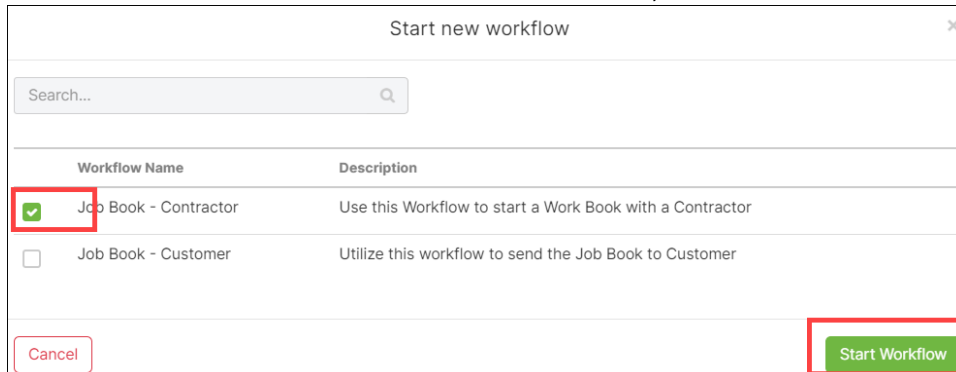 Start new workflow
Search...
Workflow Name Description
Job Book - Contractor Use this Workflow to start a Work Book with a Contractor
Job Book - Customer Utilize this workflow to send the Job Book to Customer
Cancel Start Workflow